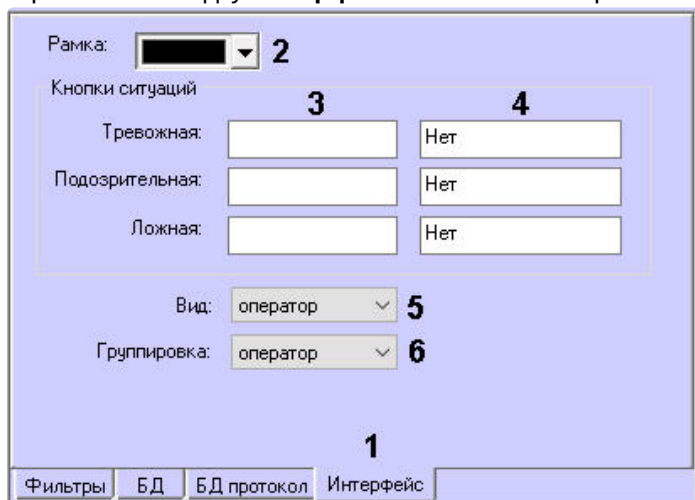 Рамка: 2
Кнопки ситуаций
3 4
Тревожная: Нет
Подозрительная: Нет
Ложная: Нет
Вид: оператор 5
Группировка: оператор 6
1
Фильтры БД БД протокол Интерфейс